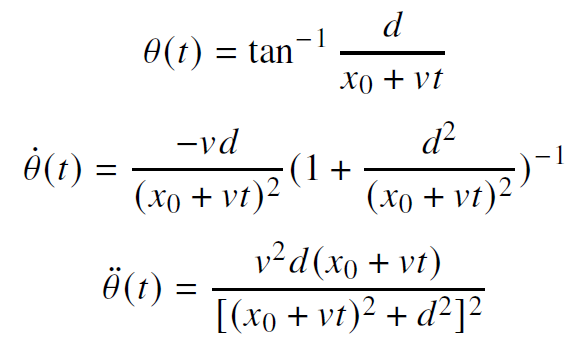 θ(t) = tan⁻¹ d / (x₀ + vt)
θ̇(t) = −vd / (x₀ + vt)² (1 + d² / (x₀ + vt)²)⁻¹
θ̈(t) = v²d(x₀ + vt) / [(x₀ + vt)² + d²]²